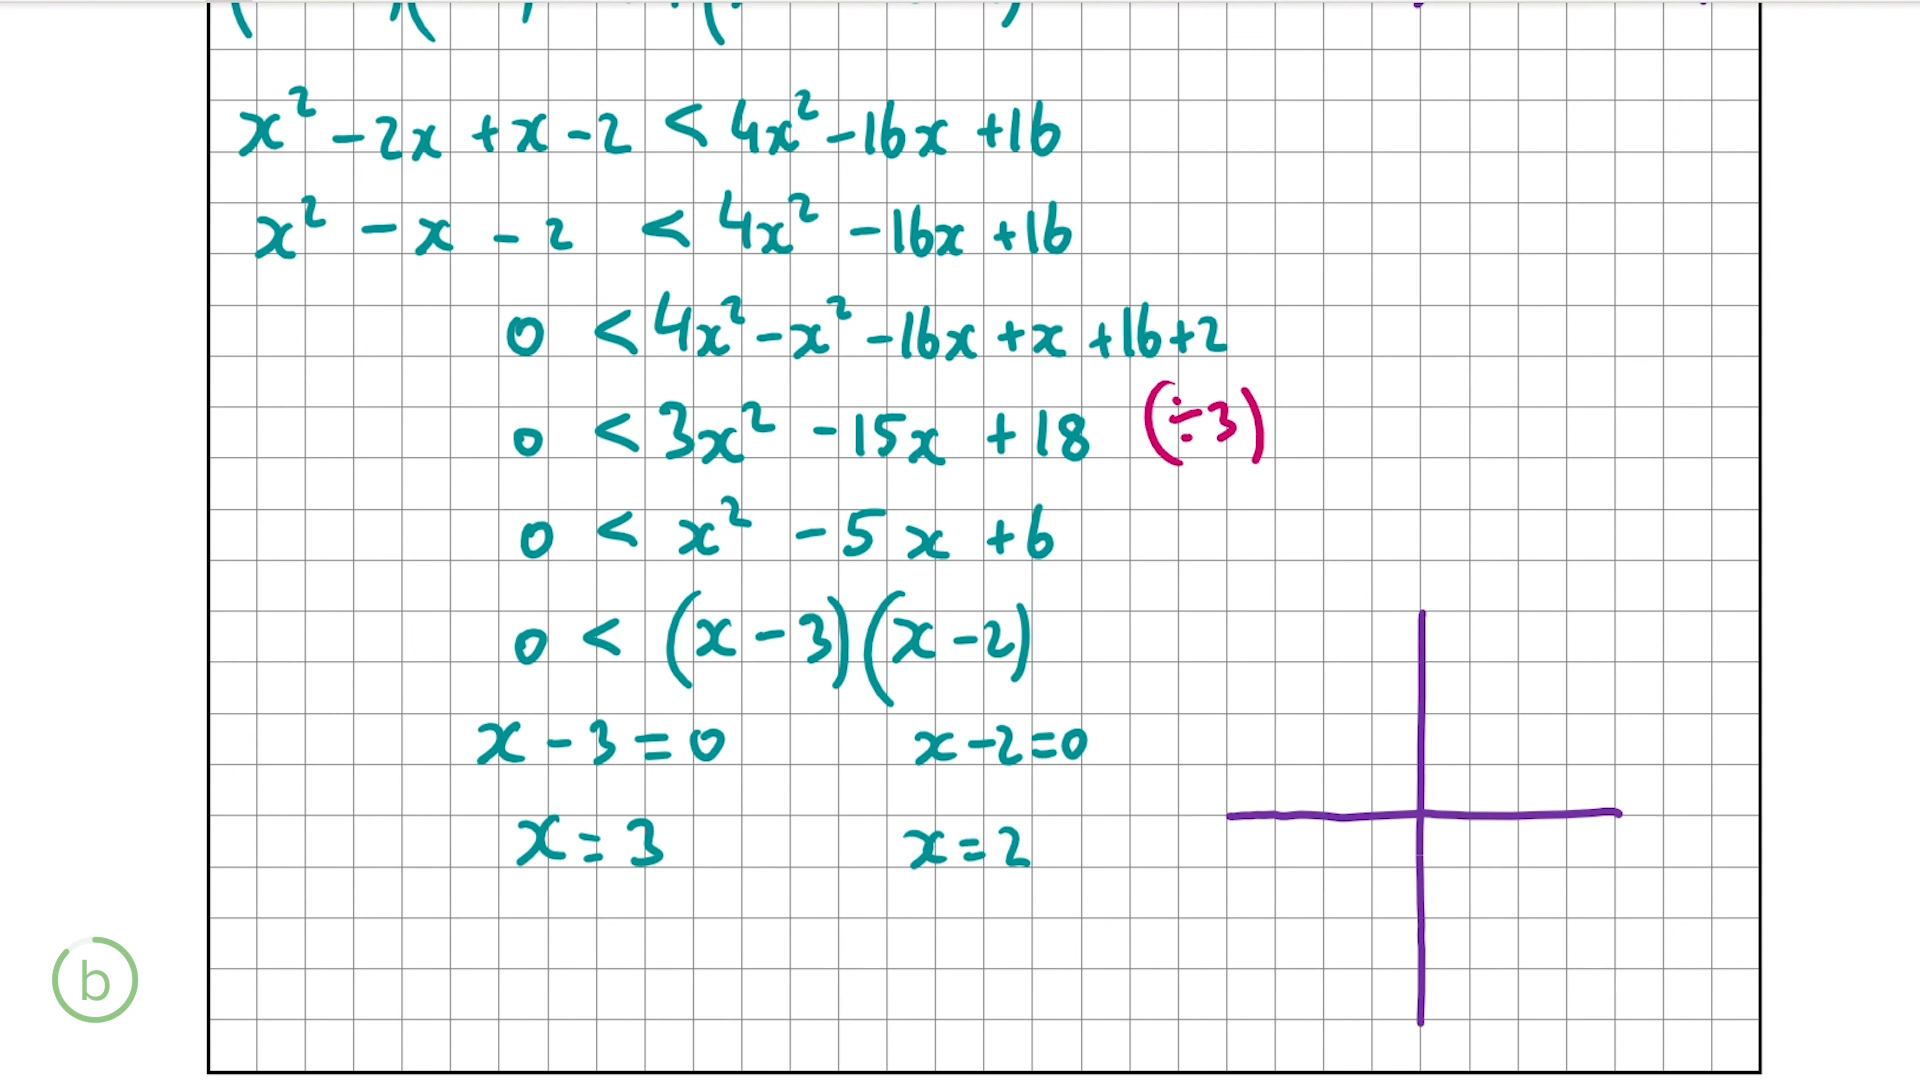 x² - 2x + x - 2 < 4x² - 16x + 16
x² - x - 2 < 4x² - 16x + 16
0 < 4x² - x² - 16x + x + 16 + 2
0 < 3x² - 15x + 18 (÷3)
0 < x² - 5x + 6
0 < (x - 3)(x - 2)
x - 3 = 0 x - 2 = 0
x = 3 x = 2
b